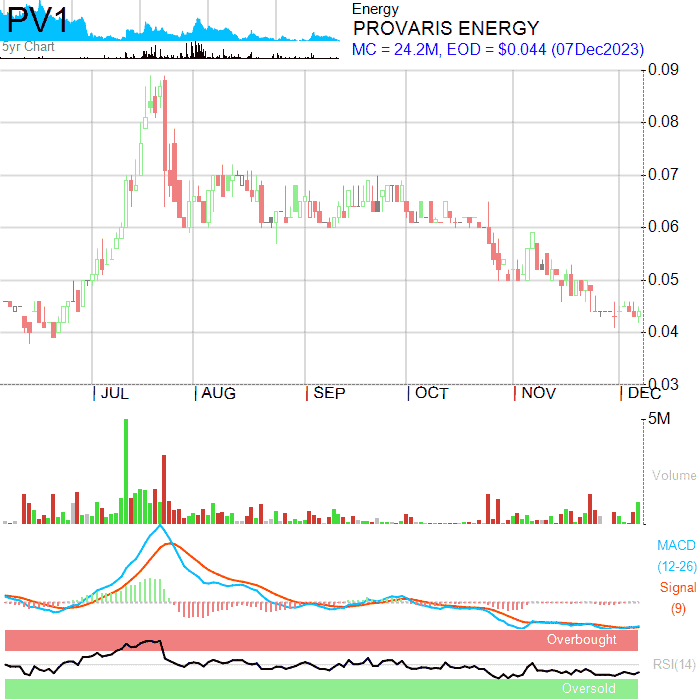 PV1
5yr Chart
Energy
PROVARIS ENERGY
MC = 24.2M, EOD = $0.044 (07Dec2023)
0.09
0.08
0.07
0.06
0.05
0.04
0.03
JUL AUG SEP OCT NOV DEC
5M
Volume
MACD
(12-26)
Signal
(9)
Overbought
RSI(14)
Oversold